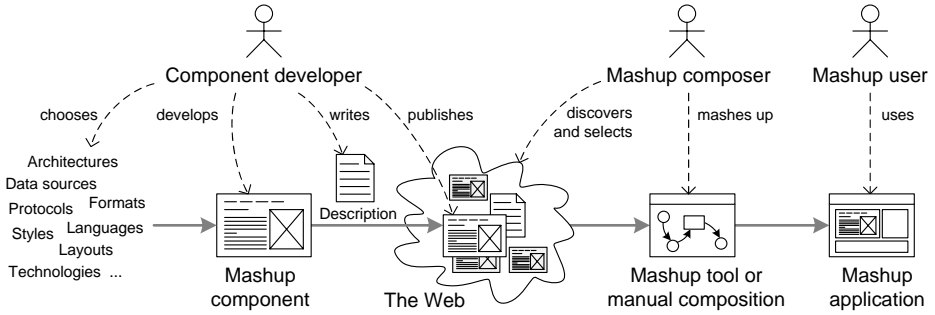 Component developer
Mashup composer
Mashup user
chooses
develops
writes
publishes
discovers
and selects
mashes up
uses
Architectures
Data sources
Protocols Formats
Styles Languages
Layouts
Technologies ...
Description
Mashup
component
The Web
Mashup tool or
manual composition
Mashup
application